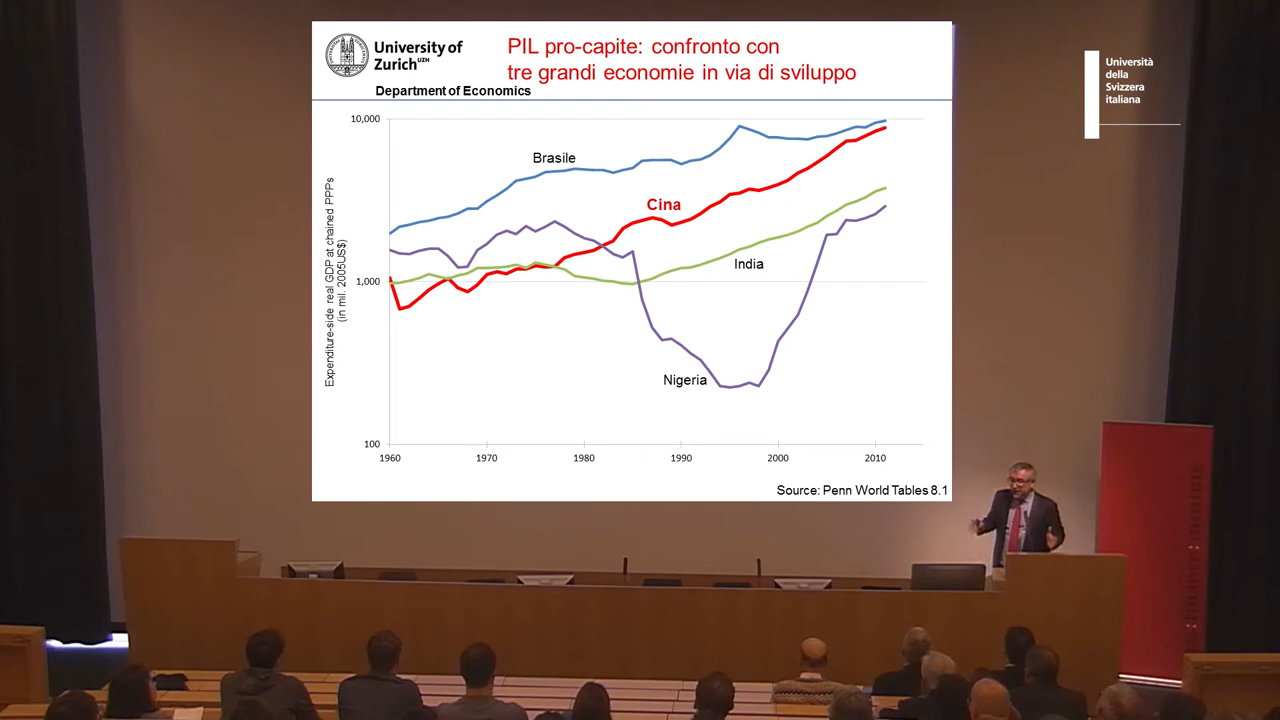 University of
Zurich UZH
Department of Economics
PIL pro-capite: confronto con
tre grandi economie in via di sviluppo
Università
della
Svizzera
italiana
Expenditure-side real GDP at chained PPPs
(in mil. 2005US$)
10,000
1,000
100
Brasile
Cina
India
Nigeria
1960 1970 1980 1990 2000 2010
Source: Penn World Tables 8.1